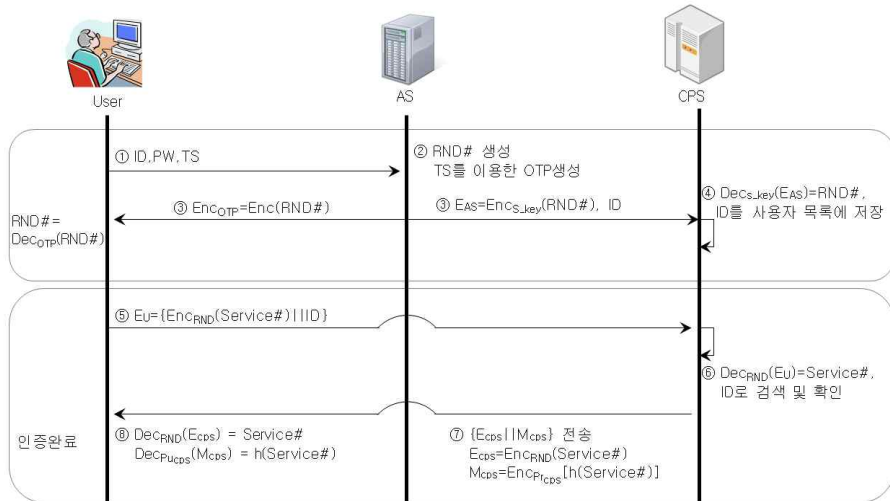 User
AS
CPS
① ID,PW,TS
② RND# 생성
TS를 이용한 OTP생성
③ EncOTP=Enc(RND#)
③ EAS=EncS_key(RND#), ID
④ DecS_key(EAS)=RND#,
ID를 사용자 목록에 저장
RND#=
DecOTP(RND#)
⑤ EU={EncRND(Service#)||ID}
⑥ DecRND(EU)=Service#,
ID로 검색 및 확인
인증완료
⑧ DecRND(ECPS) = Service#
DecPuCPS(MCPS) = h(Service#)
⑦ {ECPS||MCPS} 전송
ECPS=EncRND(Service#)
MCPS=EncPrCPS[h(Service#)]